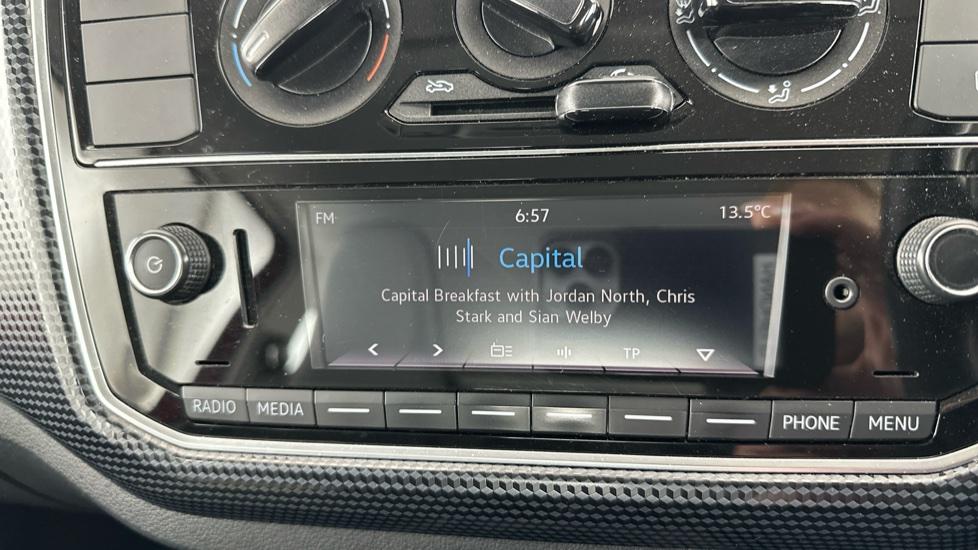 FM 6:57 13.5°C
Capital
Capital Breakfast with Jordan North, Chris
Stark and Sian Welby
TP
RADIO MEDIA PHONE MENU